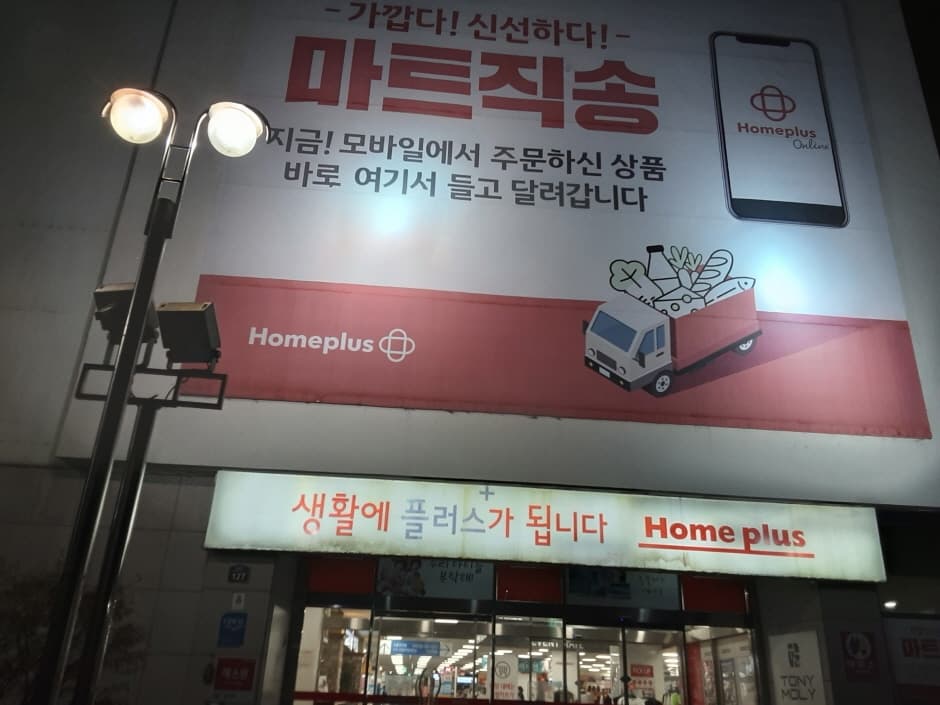 - 가깝다! 신선하다! -
마트직송
지금! 모바일에서 주문하신 상품
바로 여기서 들고 달려갑니다
Homeplus
Online
Homeplus
생활에 플러스가 됩니다 Home plus
127
TONY
MOLY